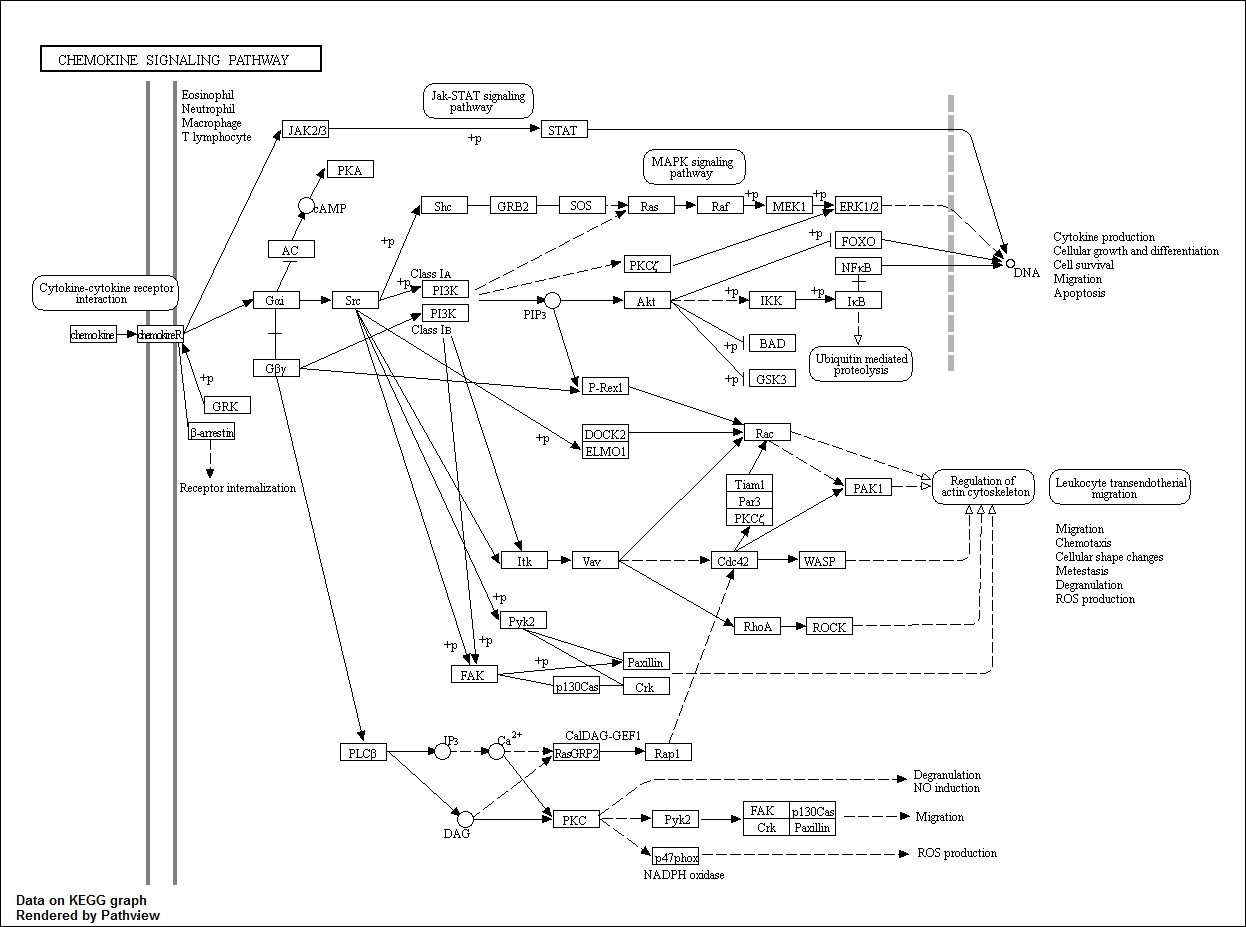 CHEMOKINE SIGNALING PATHWAY
Eosinophil
Neutrophil
Macrophage
T lymphocyte
Jak-STAT signaling
pathway
JAK2/3
+p
STAT
MAPK signaling
pathway
PKA
cAMP
AC
Shc
GRB2
SOS
Ras
Raf
+p
MEK1
+p
ERK1/2
+p
+p
FOXO
NFκB
DNA
Cytokine production
Cellular growth and differentiation
Cell survival
Migration
Apoptosis
Cytokine-cytokine receptor
interaction
Class IA
PI3K
+p
PI3K
Class IB
PKCζ
Gαi
Src
PIP3
Akt
IKK
+p
IκB
chemokine
chemokineR
+p
BAD
Ubiquitin mediated
proteolysis
Gβγ
+p
GSK3
P-Rex1
+p
GRK
β-arrestin
Receptor internalization
+p
DOCK2
ELMO1
Rac
Tiam1
Par3
PKCζ
PAK1
Regulation of
actin cytoskeleton
Leukocyte transendotherial
migration
Migration
Chemotaxis
Cellular shape changes
Metestasis
Degranulation
ROS production
Itk
Vav
Cdc42
WASP
+p
Pyk2
RhoA
ROCK
+p
+p
FAK
+p
Paxillin
p130Cas
Crk
PLCβ
IP3
Ca2+
CalDAG-GEF1
RasGRP2
Rap1
DAG
PKC
Degranulation
NO induction
Pyk2
FAK
p130Cas
Crk
Paxillin
Migration
p47phox
NADPH oxidase
ROS production
Data on KEGG graph
Rendered by Pathview